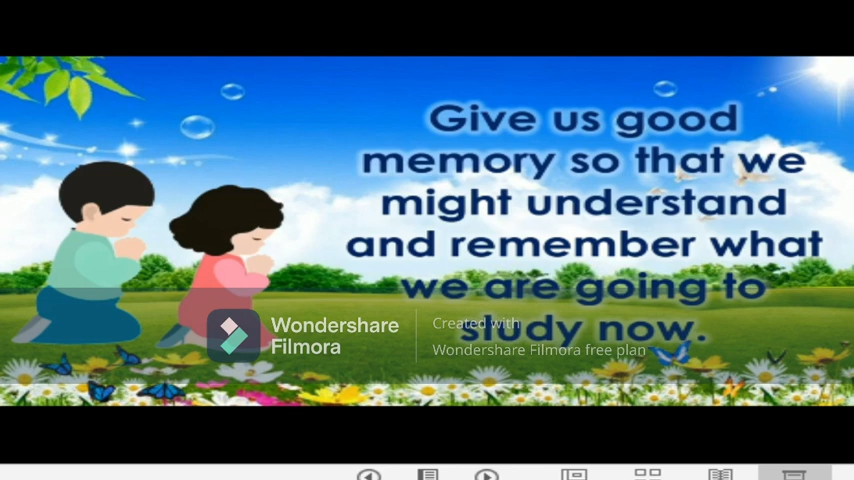 Give us good
memory so that we
might understand
and remember what
we are going to
study now.
Wondershare
Filmora
Created with
Wondershare Filmora free plan